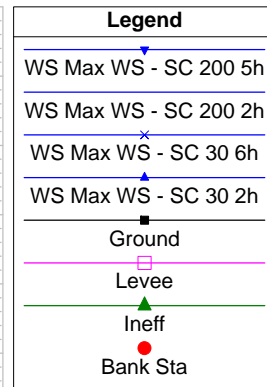 Legend
WS Max WS - SC 200 5h
WS Max WS - SC 200 2h
WS Max WS - SC 30 6h
WS Max WS - SC 30 2h
Ground
Levee
Ineff
Bank Sta